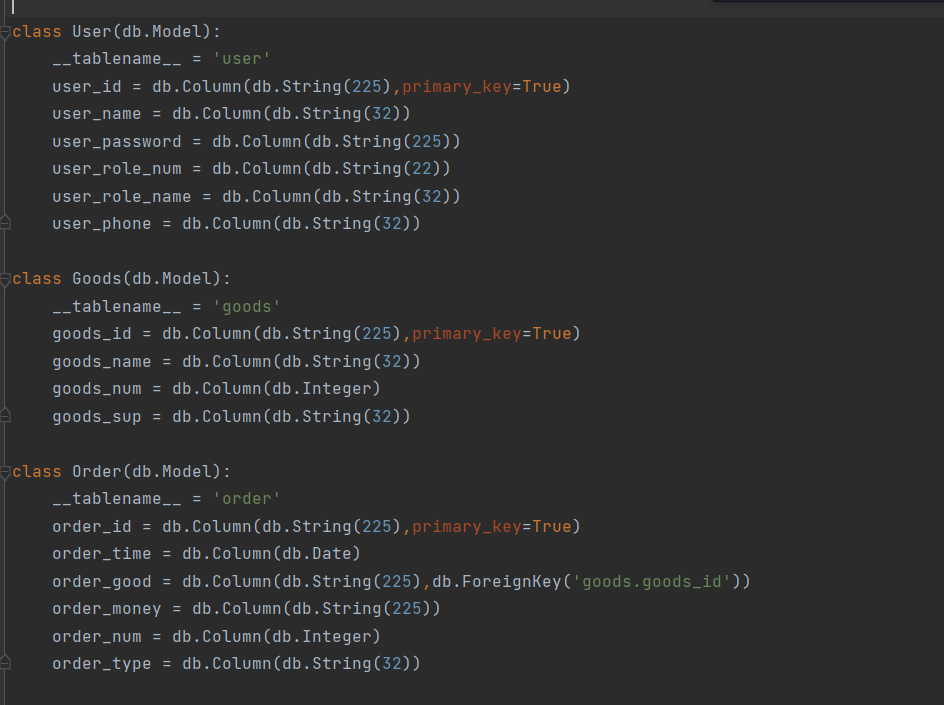 class User(db.Model):
    __tablename__ = 'user'
    user_id = db.Column(db.String(225),primary_key=True)
    user_name = db.Column(db.String(32))
    user_password = db.Column(db.String(225))
    user_role_num = db.Column(db.String(22))
    user_role_name = db.Column(db.String(32))
    user_phone = db.Column(db.String(32))

class Goods(db.Model):
    __tablename__ = 'goods'
    goods_id = db.Column(db.String(225),primary_key=True)
    goods_name = db.Column(db.String(32))
    goods_num = db.Column(db.Integer)
    goods_sup = db.Column(db.String(32))

class Order(db.Model):
    __tablename__ = 'order'
    order_id = db.Column(db.String(225),primary_key=True)
    order_time = db.Column(db.Date)
    order_good = db.Column(db.String(225),db.ForeignKey('goods.goods_id'))
    order_money = db.Column(db.String(225))
    order_num = db.Column(db.Integer)
    order_type = db.Column(db.String(32))